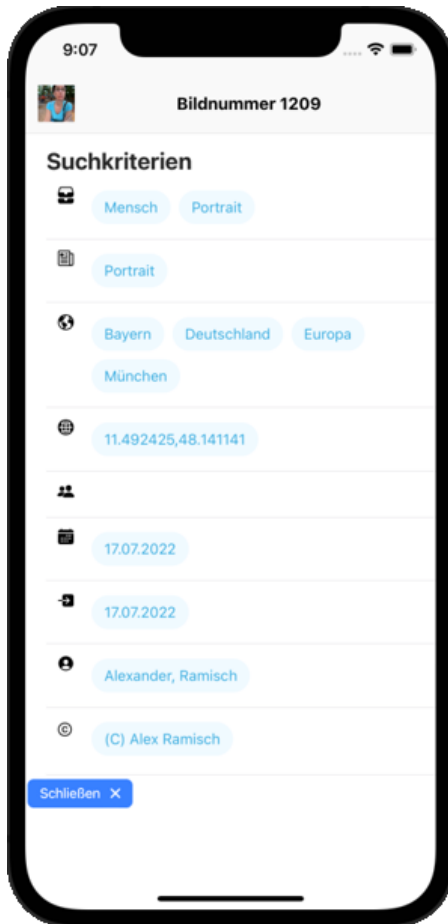 9:07
Bildnummer 1209
Suchkriterien
Mensch Portrait
Portrait
Bayern Deutschland Europa
München
11.492425,48.141141
17.07.2022
17.07.2022
Alexander, Ramisch
(C) Alex Ramisch
Schließen ×